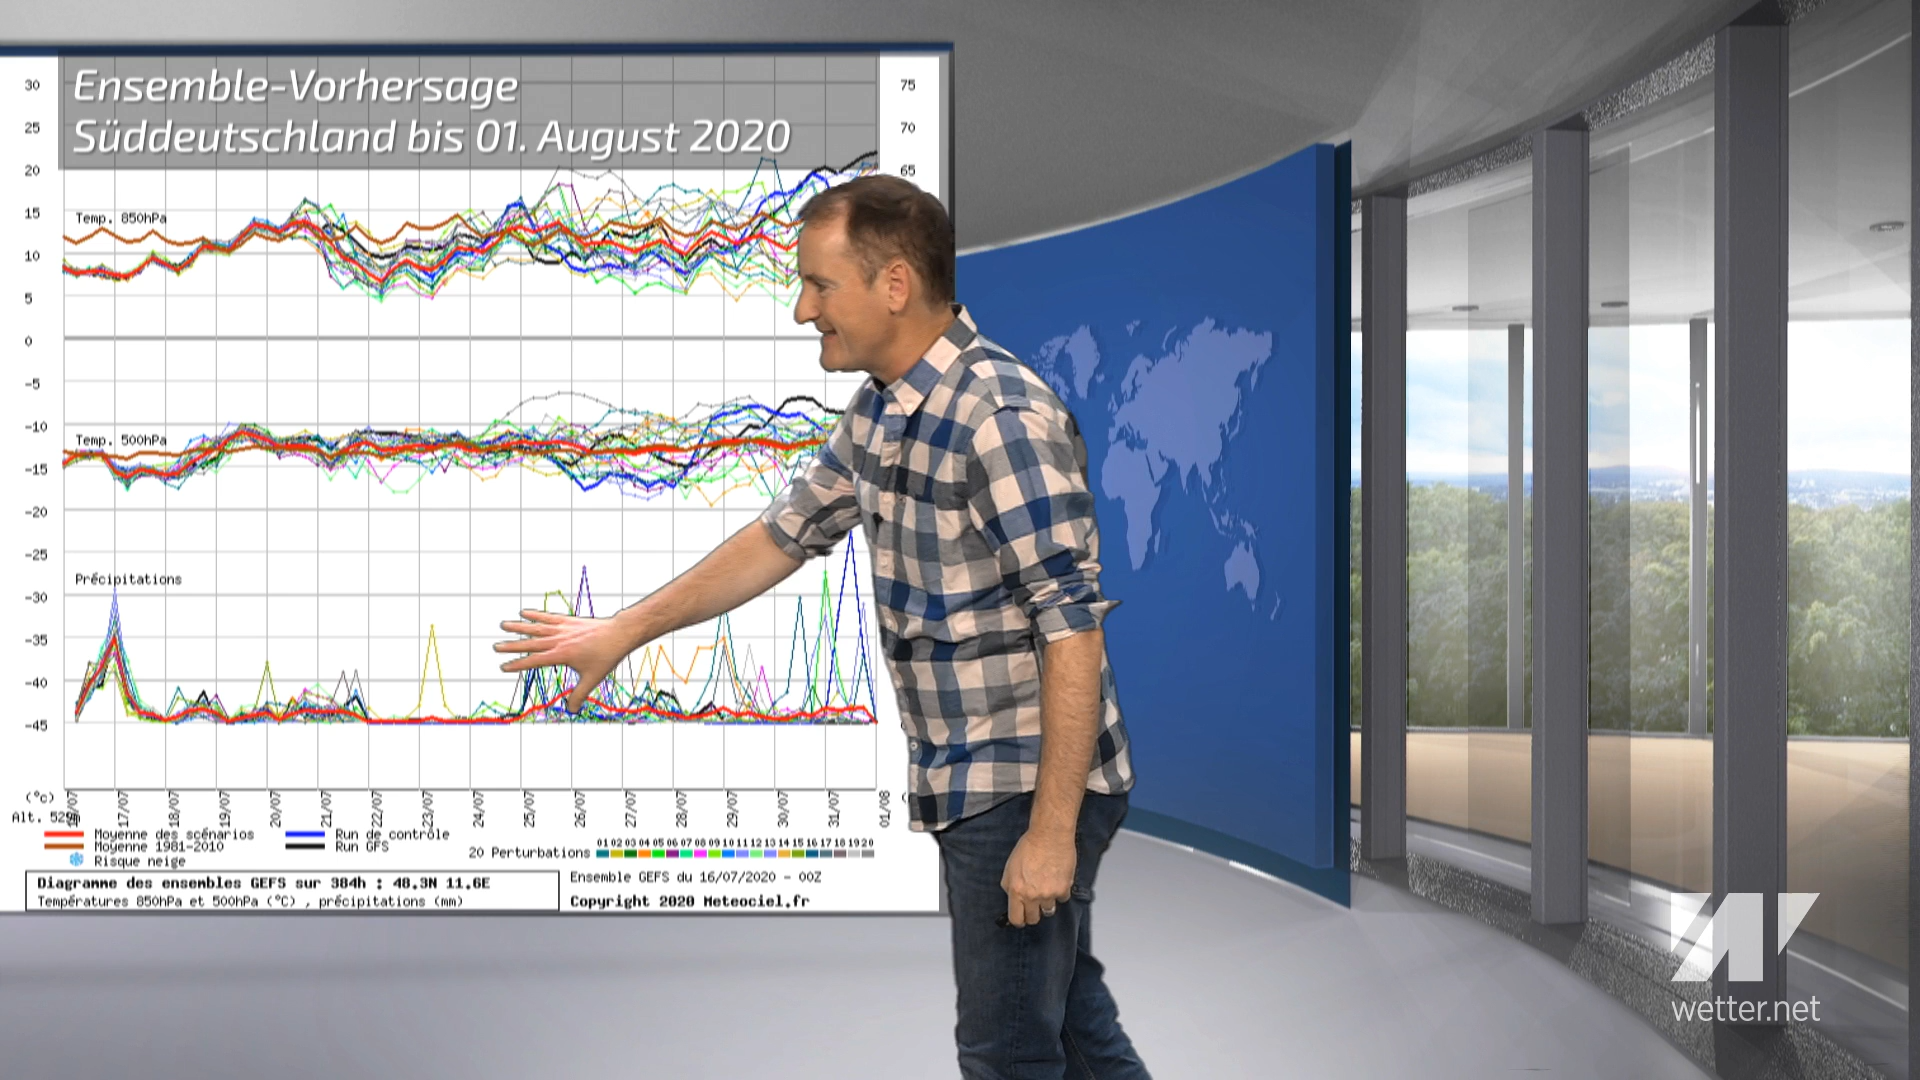 Ensemble-Vorhersage
Süddeutschland bis 01. August 2020
30
25
20
15
10
5
0
-5
-10
-15
-20
-25
-30
-35
-40
-45
75
70
65
Temp. 850hPa
Temp. 500hPa
Précipitations
(°c)
17/07
18/07
19/07
20/07
21/07
22/07
23/07
24/07
25/07
26/07
27/07
28/07
29/07
30/07
31/07
01/08
Alt.
Moyenne des scénarios
Run de contrôle
Moyenne 1981-2010
Run GFS
Risque neige
20 Perturbations
01 02 03 04 05 06 07 08 09 10 11 12 13 14 15 16 17 18 19 20
Diagramme des ensembles GEFS sur 384h : 48.3N 11.6E
Températures 850hPa et 500hPa (°C) , précipitations (mm)
Ensemble GEFS du 16/07/2020 - 00Z
Copyright 2020 Meteociel.fr
wetter.net